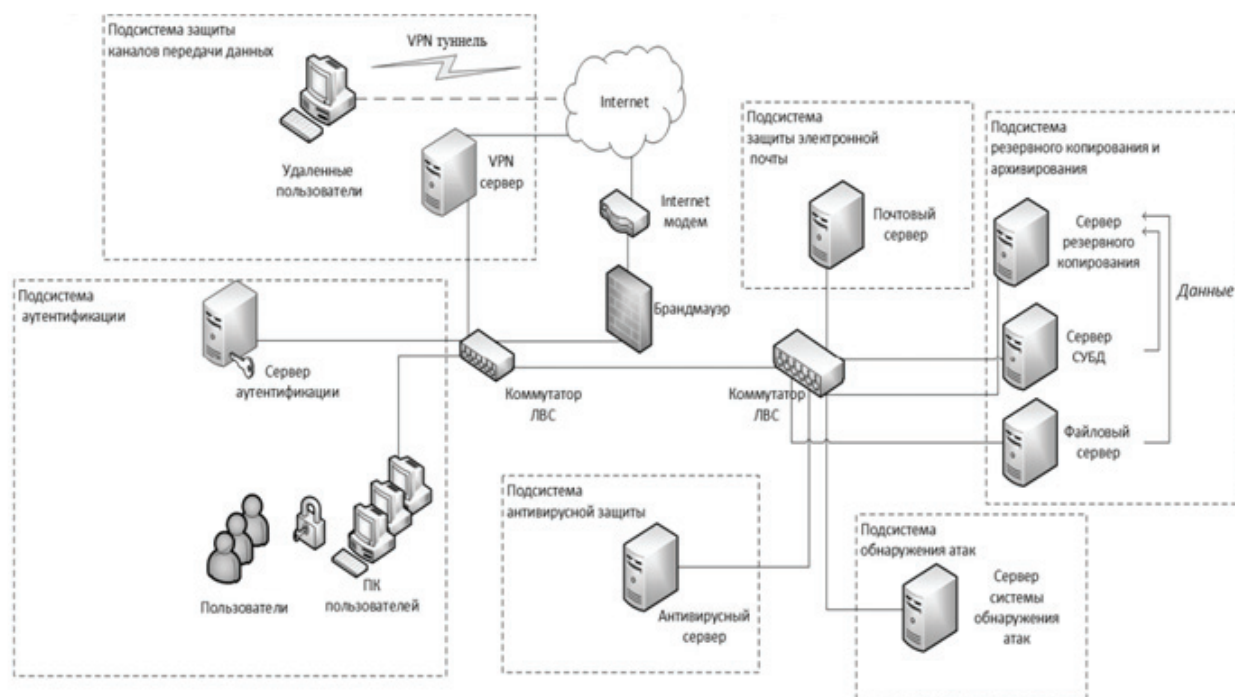 Подсистема защиты
каналов передачи данных
VPN туннель
Internet
Удаленные
пользователи
VPN
сервер
Internet
модем
Брандмауэр
Подсистема
защиты электронной
почты
Почтовый
сервер
Подсистема
резервного копирования и
архивирования
Сервер
резервного
копирования
Данные
Сервер
СУБД
Файловый
сервер
Подсистема
аутентификации
Сервер
аутентификации
Коммутатор
ЛВС
Коммутатор
ЛВС
Пользователи
ПК
пользователей
Подсистема
антивирусной защиты
Антивирусный
сервер
Подсистема
обнаружения атак
Сервер
системы
обнаружения
атак